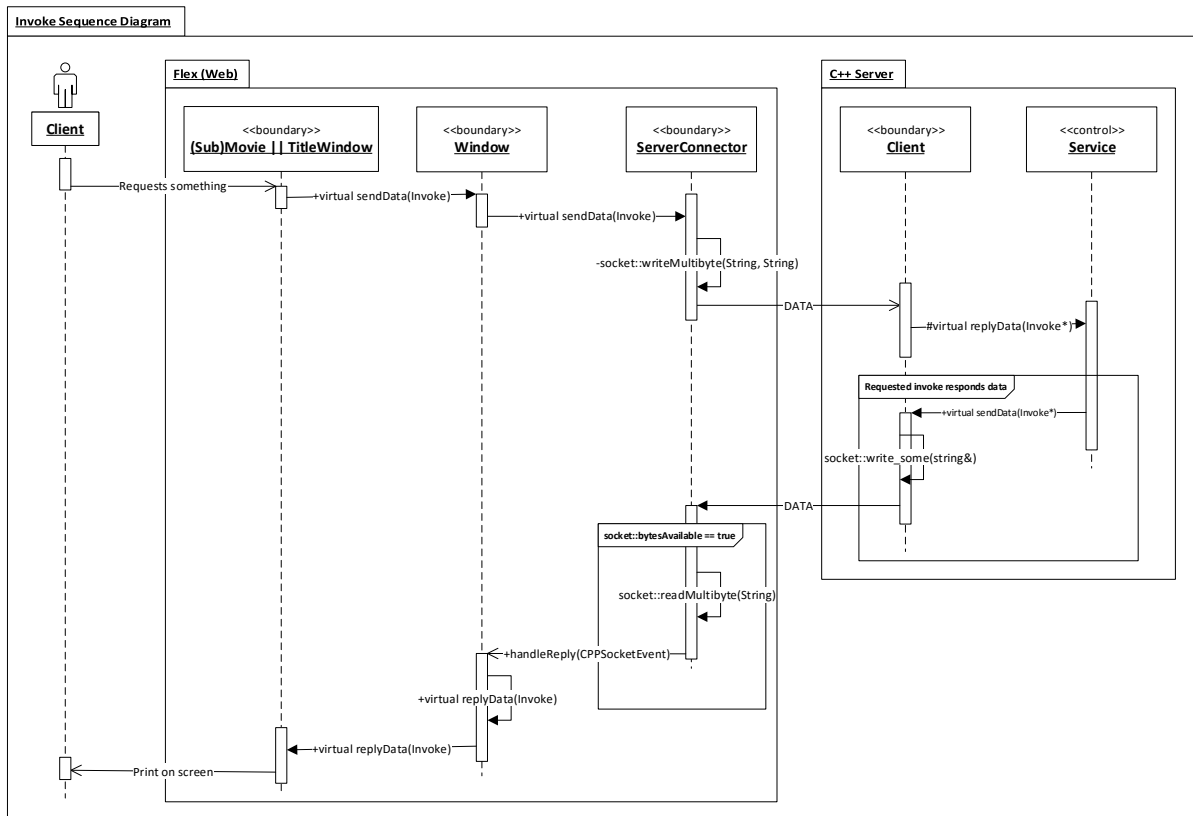 Invoke Sequence Diagram
Flex (Web)
C++ Server
Client
<<boundary>>
(Sub)Movie || TitleWindow
<<boundary>>
Window
<<boundary>>
ServerConnector
<<boundary>>
Client
<<control>>
Service
Requests something
+virtual sendData(Invoke)
+virtual sendData(Invoke)
-socket::writeMultibyte(String, String)
DATA
#virtual replyData(Invoke*)
Requested invoke responds data
+virtual sendData(Invoke*)
socket::write_some(string&)
DATA
socket::bytesAvailable == true
socket::readMultibyte(String)
+handleReply(CPPSocketEvent)
+virtual replyData(Invoke)
+virtual replyData(Invoke)
Print on screen